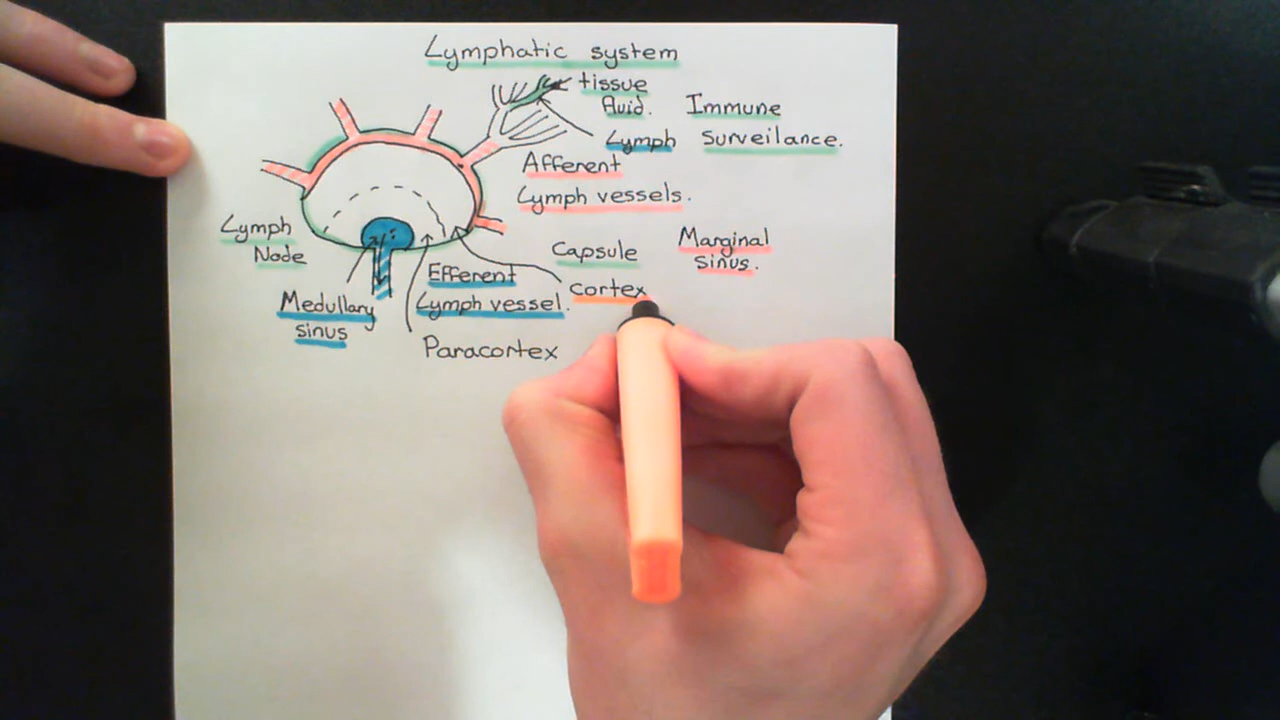 Lymphatic system
tissue
fluid.
Lymph
Immune
Surveilance.
Afferent
Lymph vessels.
Lymph
Node
Capsule
Marginal
sinus.
Efferent
Lymph vessel.
cortex
Medullary
sinus
Paracortex